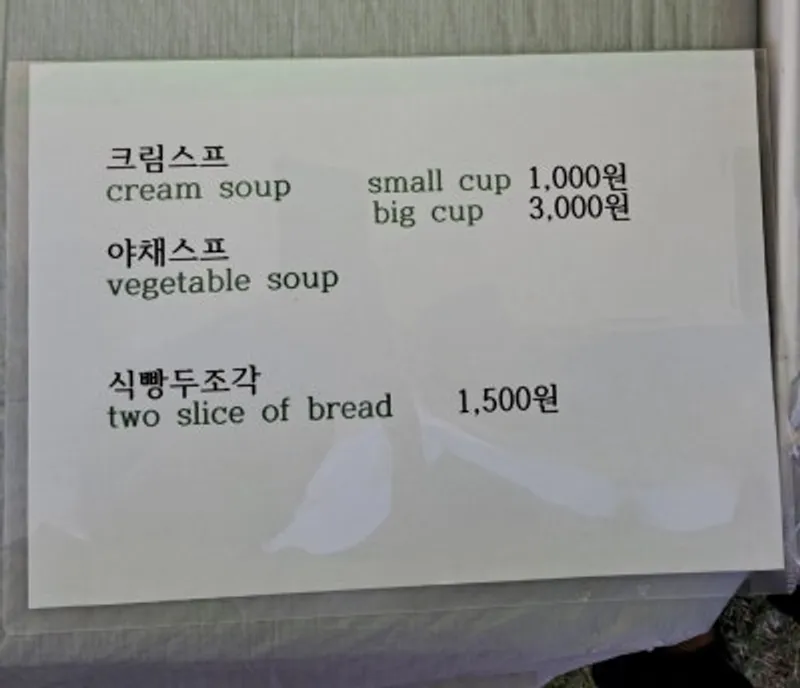 크림스프
cream soup small cup 1,000원
big cup 3,000원
야채스프
vegetable soup
식빵두조각
two slice of bread 1,500원